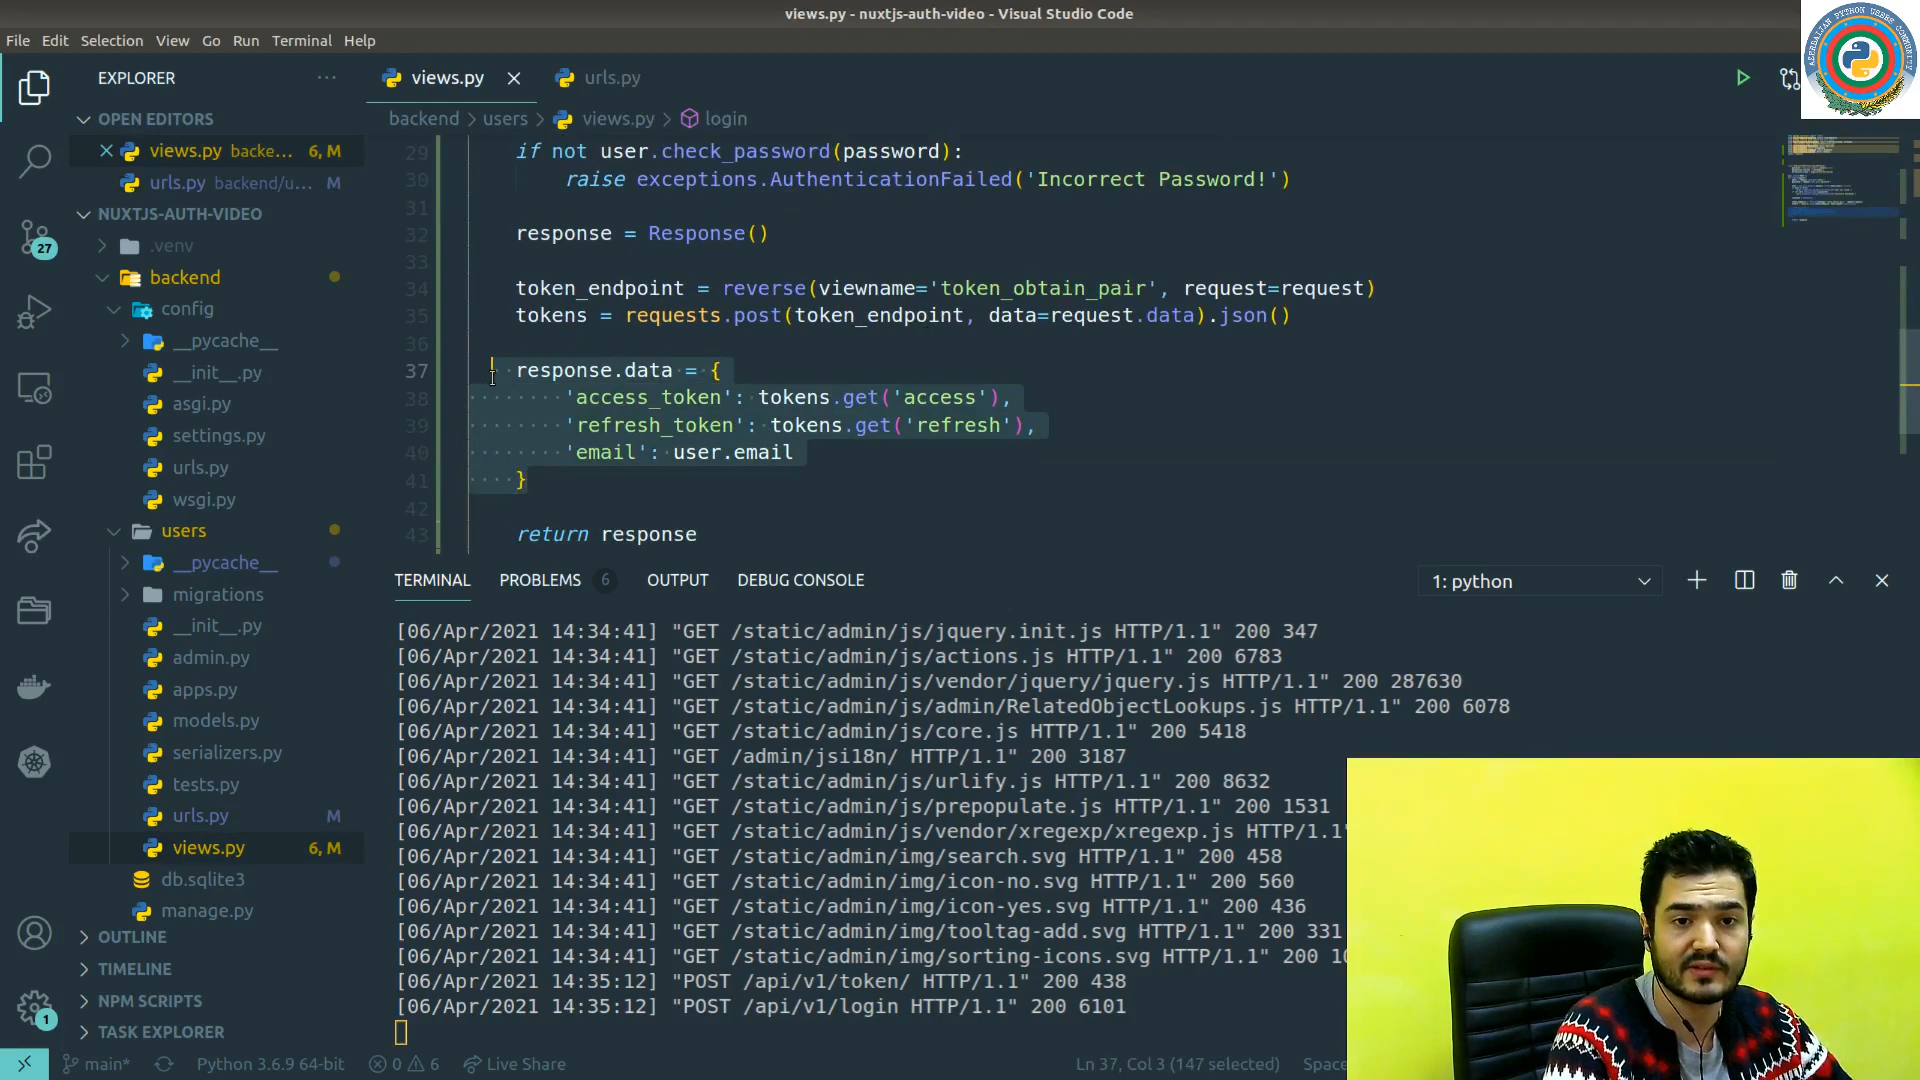 views.py - nuxtjs-auth-video - Visual Studio Code
File Edit Selection View Go Run Terminal Help
AZERBAIJAN PYTHON USERS COMMUNITY
EXPLORER
OPEN EDITORS
views.py backe... 6, M
urls.py backend/u... M
NUXTJS-AUTH-VIDEO
.venv
backend
config
__pycache__
__init__.py
asgi.py
settings.py
urls.py
wsgi.py
users
__pycache__
migrations
__init__.py
admin.py
apps.py
models.py
serializers.py
tests.py
urls.py M
views.py 6, M
db.sqlite3
manage.py
OUTLINE
TIMELINE
NPM SCRIPTS
TASK EXPLORER
27
1
views.py urls.py
backend > users > views.py > login
29 if not user.check_password(password):
30 raise exceptions.AuthenticationFailed('Incorrect Password!')
31
32 response = Response()
33
34 token_endpoint = reverse(viewname='token_obtain_pair', request=request)
35 tokens = requests.post(token_endpoint, data=request.data).json()
36
37 response.data = {
38 'access_token': tokens.get('access'),
39 'refresh_token': tokens.get('refresh'),
40 'email': user.email
41 }
42
43 return response
TERMINAL PROBLEMS 6 OUTPUT DEBUG CONSOLE 1: python
[06/Apr/2021 14:34:41] "GET /static/admin/js/jquery.init.js HTTP/1.1" 200 347
[06/Apr/2021 14:34:41] "GET /static/admin/js/actions.js HTTP/1.1" 200 6783
[06/Apr/2021 14:34:41] "GET /static/admin/js/vendor/jquery/jquery.js HTTP/1.1" 200 287630
[06/Apr/2021 14:34:41] "GET /static/admin/js/admin/RelatedObjectLookups.js HTTP/1.1" 200 6078
[06/Apr/2021 14:34:41] "GET /static/admin/js/core.js HTTP/1.1" 200 5418
[06/Apr/2021 14:34:41] "GET /admin/jsi18n/ HTTP/1.1" 200 3187
[06/Apr/2021 14:34:41] "GET /static/admin/js/urlify.js HTTP/1.1" 200 8632
[06/Apr/2021 14:34:41] "GET /static/admin/js/prepopulate.js HTTP/1.1" 200 1531
[06/Apr/2021 14:34:41] "GET /static/admin/js/vendor/xregexp/xregexp.js HTTP/1.1"
[06/Apr/2021 14:34:41] "GET /static/admin/img/search.svg HTTP/1.1" 200 458
[06/Apr/2021 14:34:41] "GET /static/admin/img/icon-no.svg HTTP/1.1" 200 560
[06/Apr/2021 14:34:41] "GET /static/admin/img/icon-yes.svg HTTP/1.1" 200 436
[06/Apr/2021 14:34:41] "GET /static/admin/img/tooltag-add.svg HTTP/1.1" 200 331
[06/Apr/2021 14:34:41] "GET /static/admin/img/sorting-icons.svg HTTP/1.1" 200 10
[06/Apr/2021 14:35:12] "POST /api/v1/token/ HTTP/1.1" 200 438
[06/Apr/2021 14:35:12] "POST /api/v1/login HTTP/1.1" 200 6101
main* Python 3.6.9 64-bit 0 6 Live Share Ln 37, Col 3 (147 selected) Space